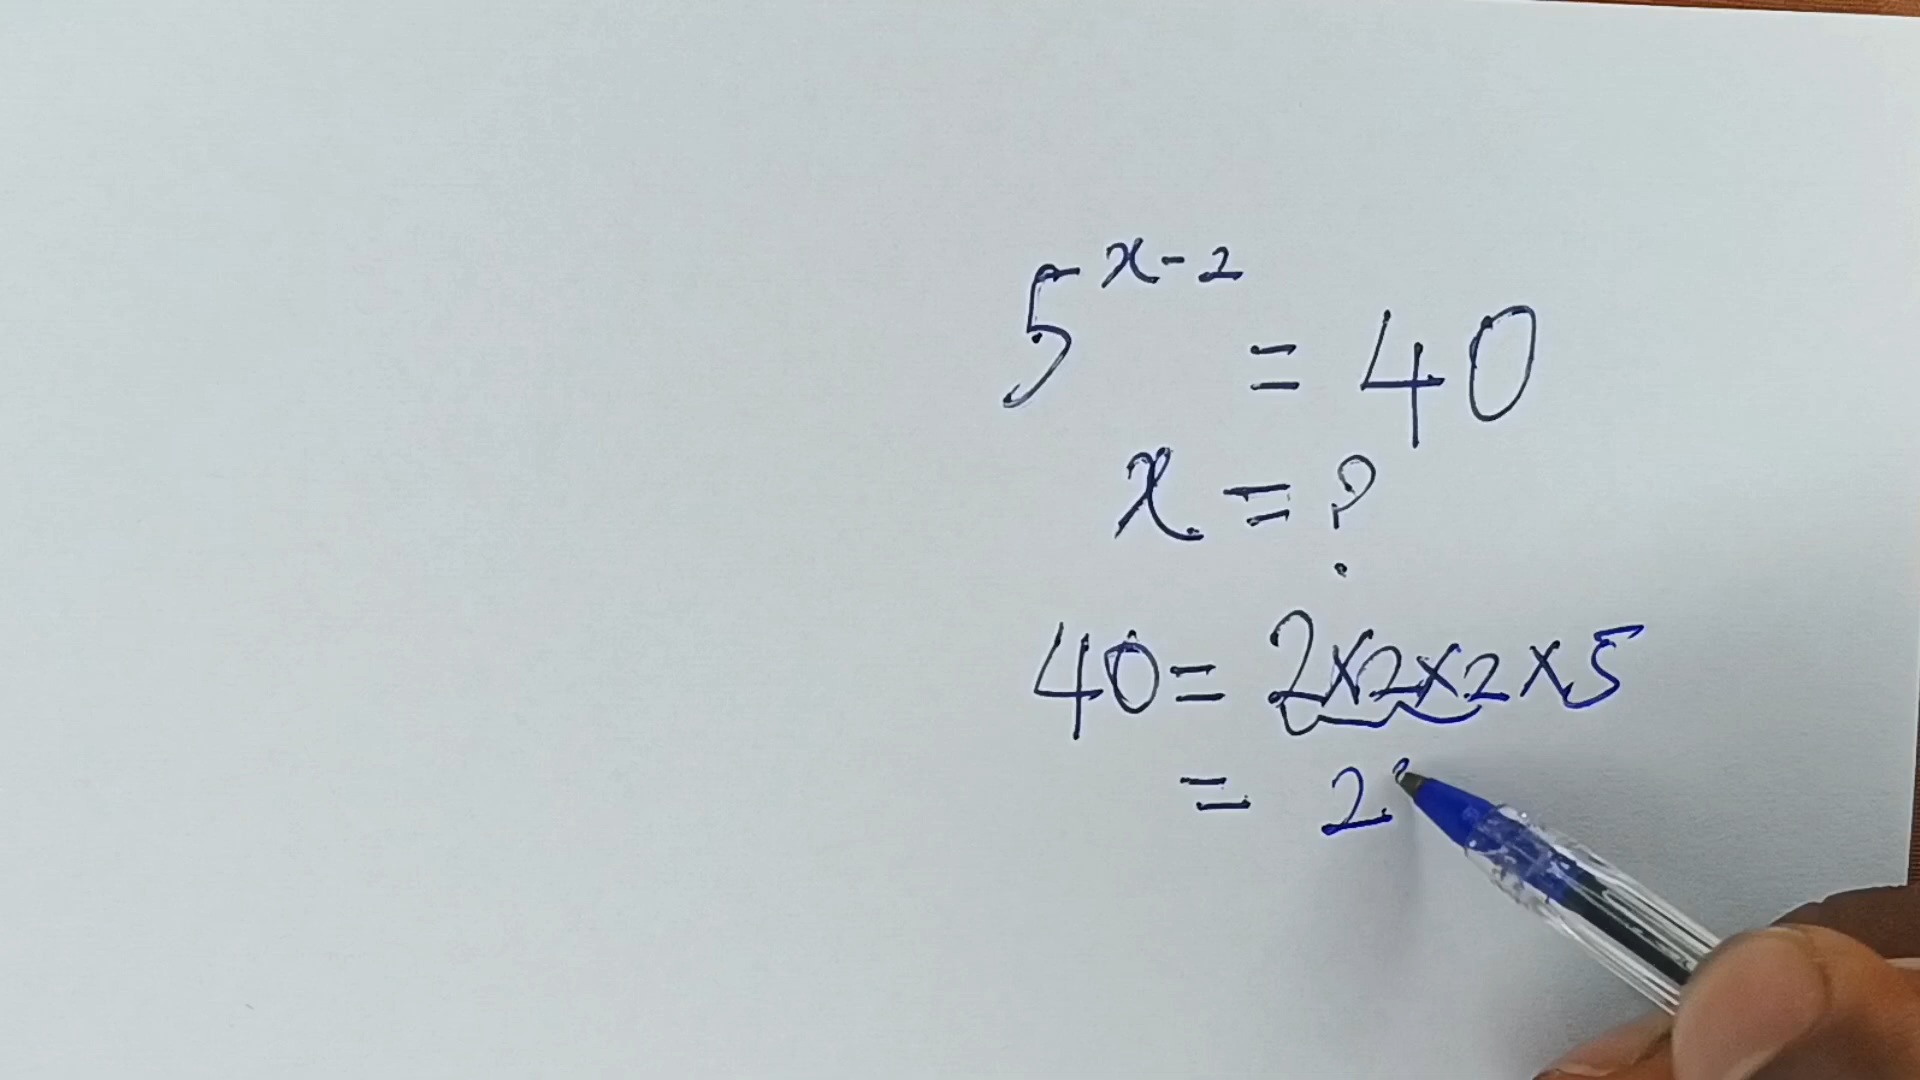 5^{x-2} = 40
x = ?
40 = 2×2×2×5
= 2